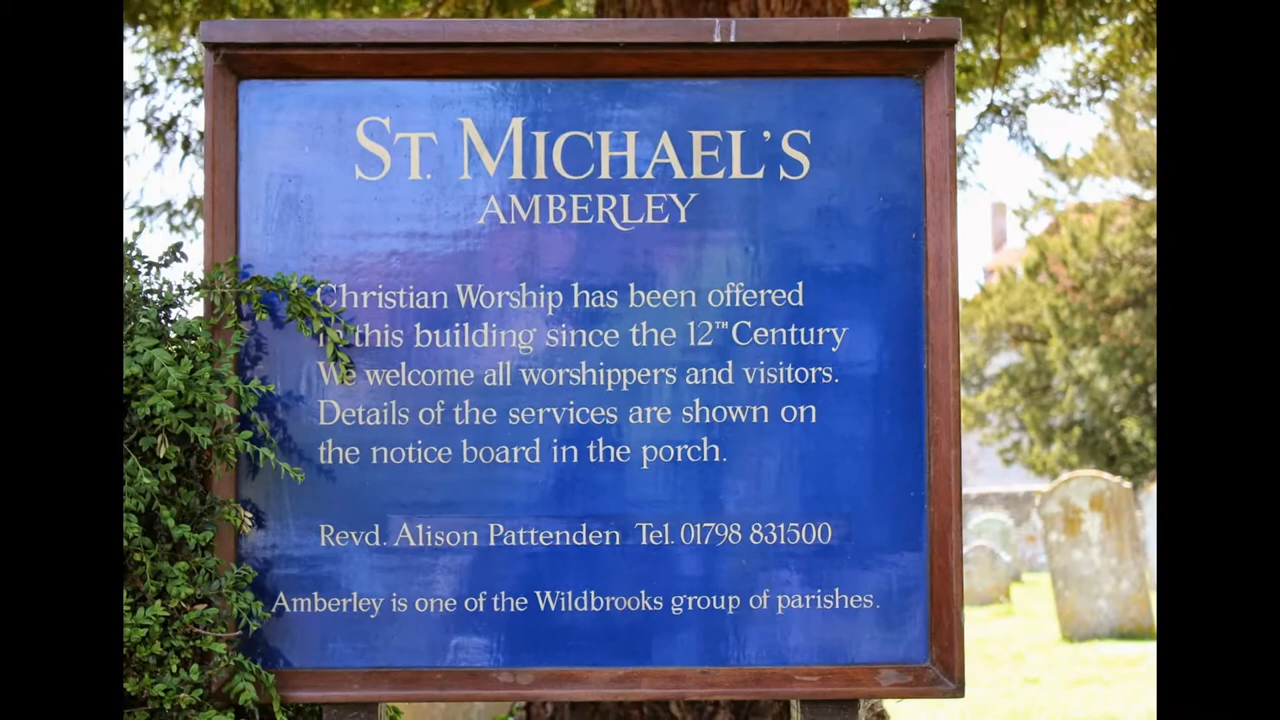 ST. MICHAEL'S
AMBERLEY
Christian Worship has been offered
in this building since the 12TH Century
We welcome all worshippers and visitors.
Details of the services are shown on
the notice board in the porch.
Revd. Alison Pattenden Tel. 01798 831500
Amberley is one of the Wildbrooks group of parishes.